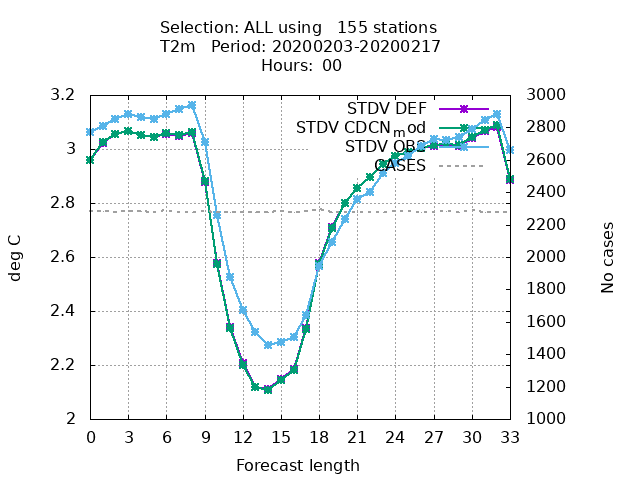 Selection: ALL using 155 stations
T2m Period: 20200203-20200217
Hours: 00
3.2
3
2.8
2.6
2.4
2.2
2
3000
2800
2600
2400
2200
2000
1800
1600
1400
1200
1000
STDV DEF
STDV CDCN_mod
STDV OBS
CASES
deg C
No cases
0 3 6 9 12 15 18 21 24 27 30 33
Forecast length